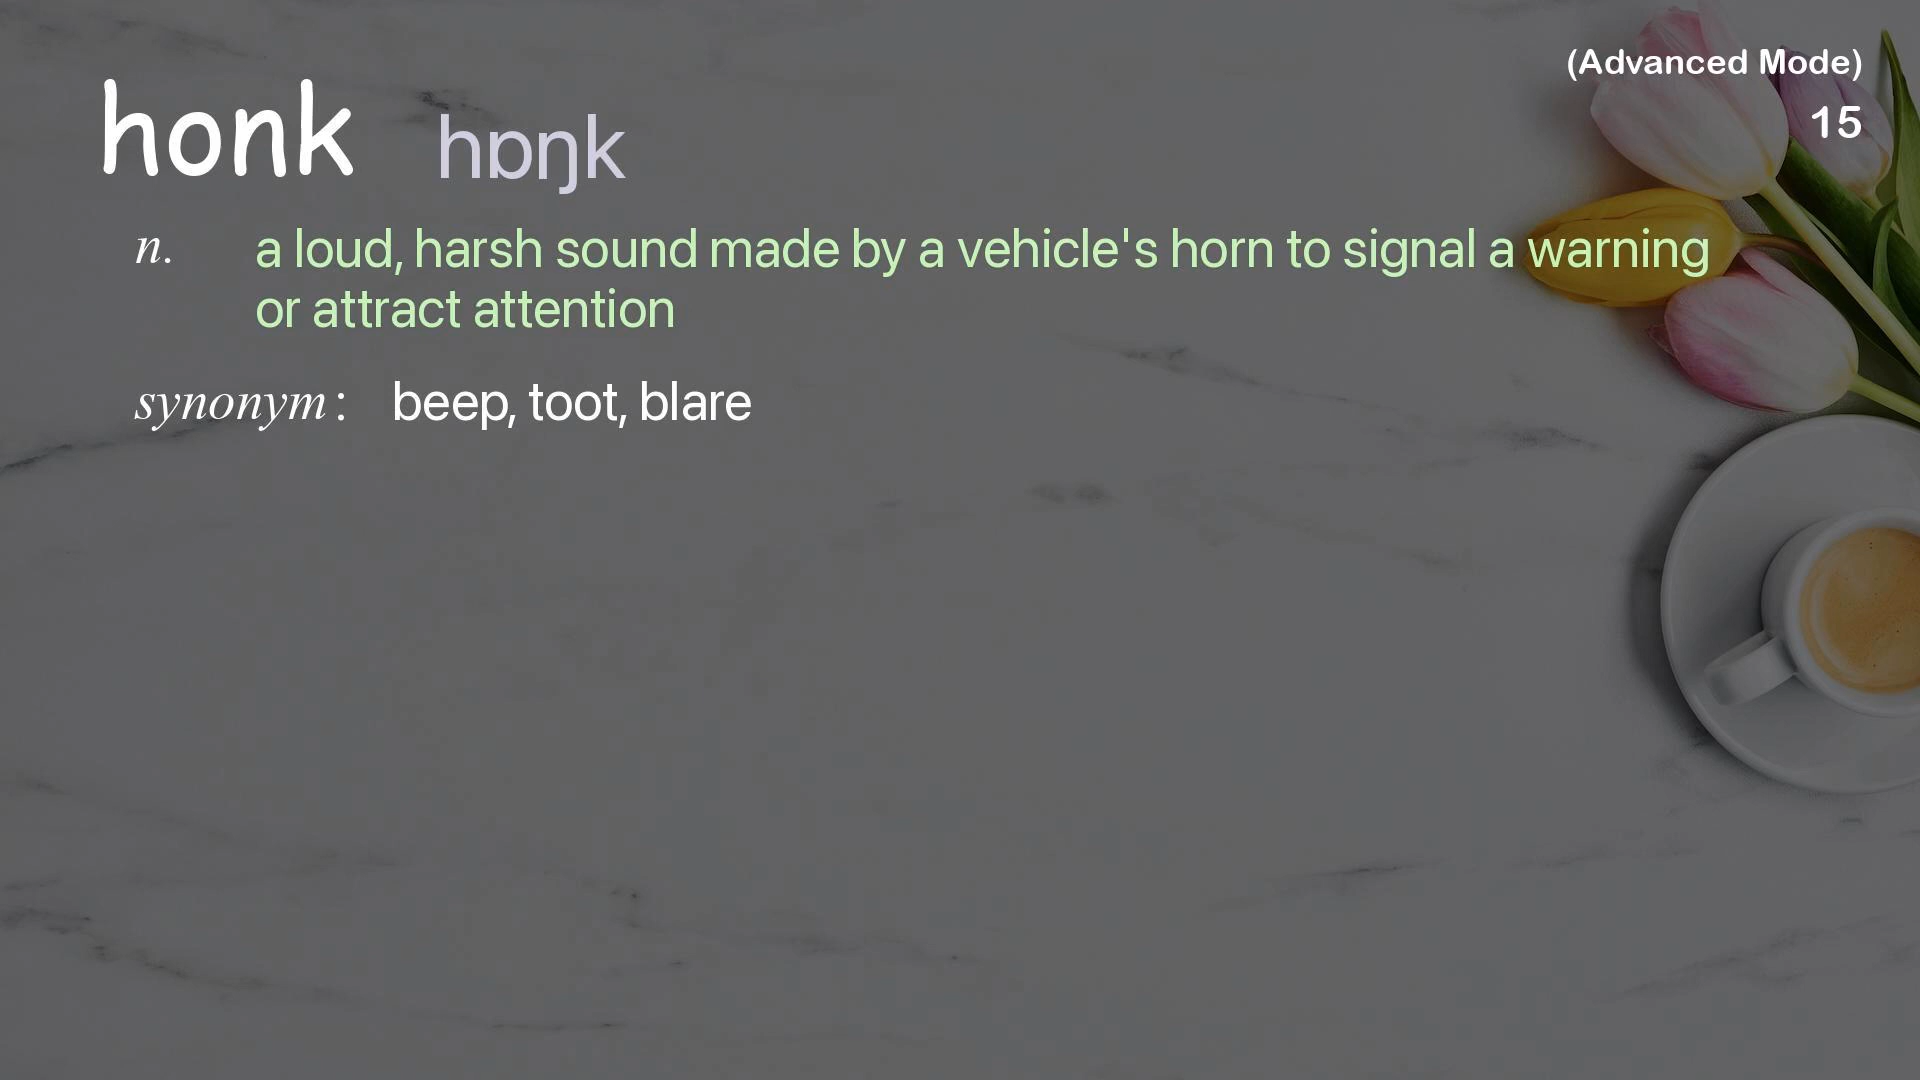 (Advanced Mode)
15
honk hɒŋk
n. a loud, harsh sound made by a vehicle's horn to signal a warning
or attract attention
synonym: beep, toot, blare